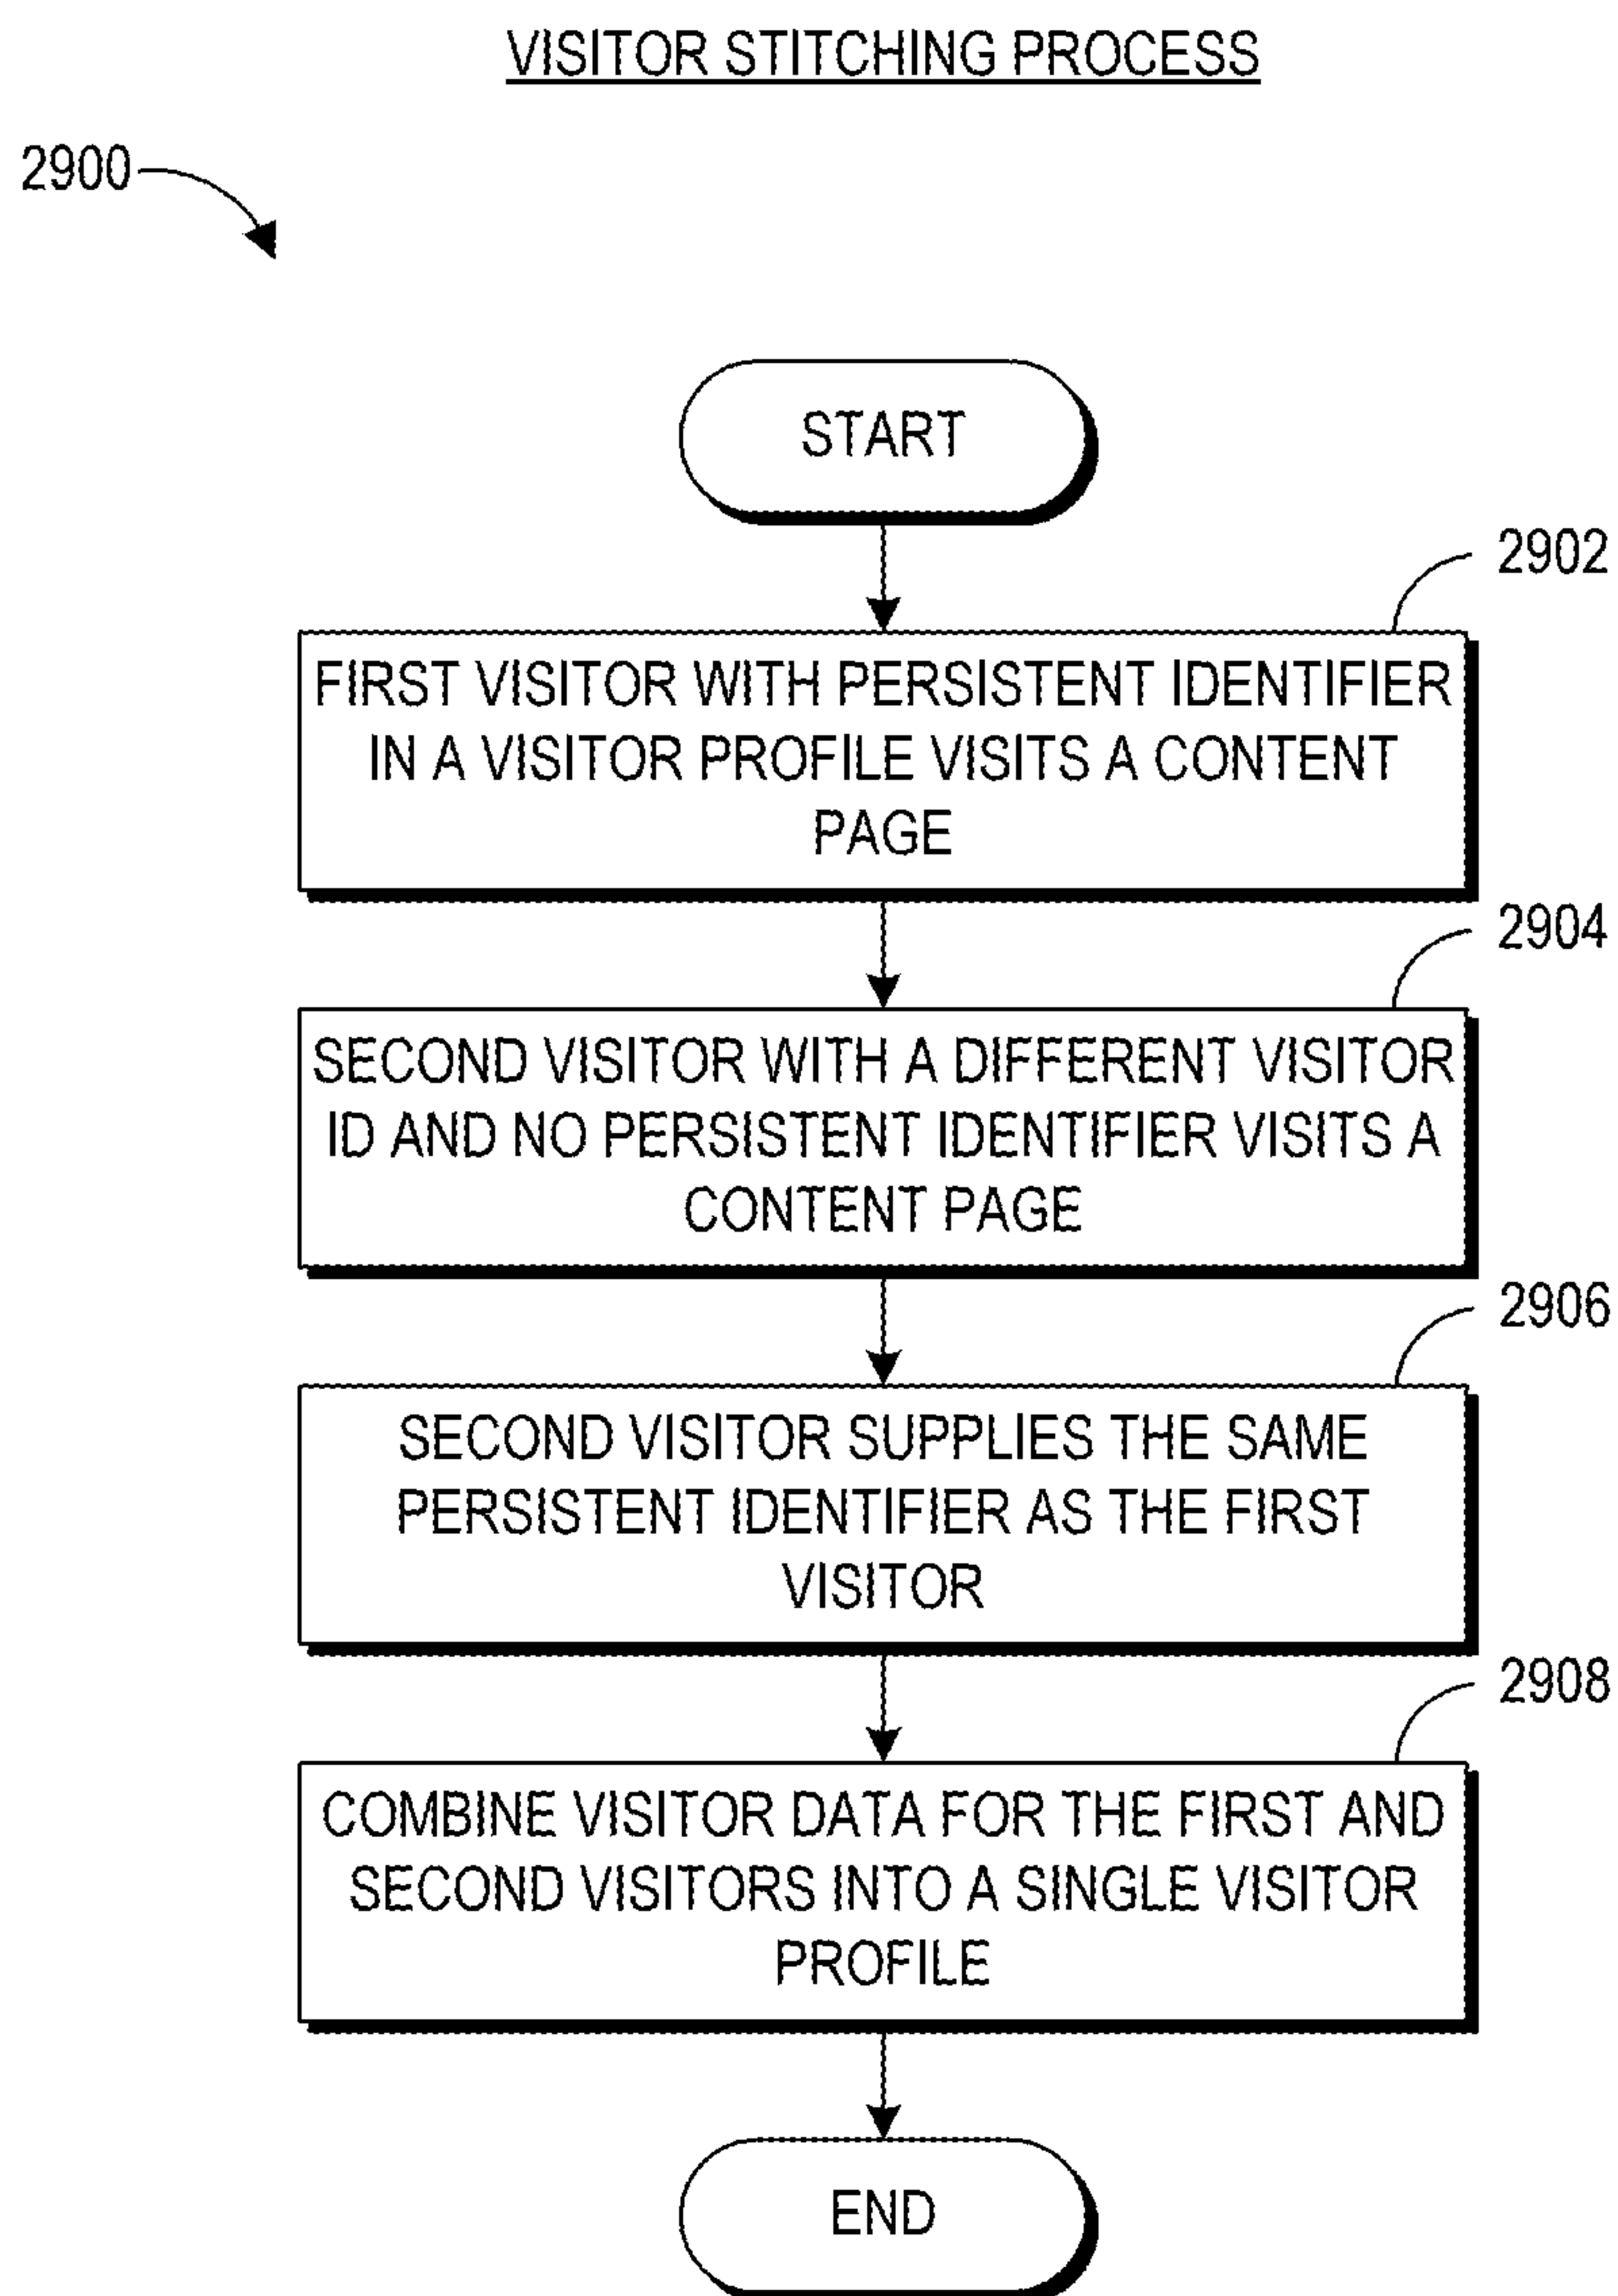 VISITOR STITCHING PROCESS
2900
START
2902
FIRST VISITOR WITH PERSISTENT IDENTIFIER
IN A VISITOR PROFILE VISITS A CONTENT
PAGE
2904
SECOND VISITOR WITH A DIFFERENT VISITOR
ID AND NO PERSISTENT IDENTIFIER VISITS A
CONTENT PAGE
2906
SECOND VISITOR SUPPLIES THE SAME
PERSISTENT IDENTIFIER AS THE FIRST
VISITOR
2908
COMBINE VISITOR DATA FOR THE FIRST AND
SECOND VISITORS INTO A SINGLE VISITOR
PROFILE
END